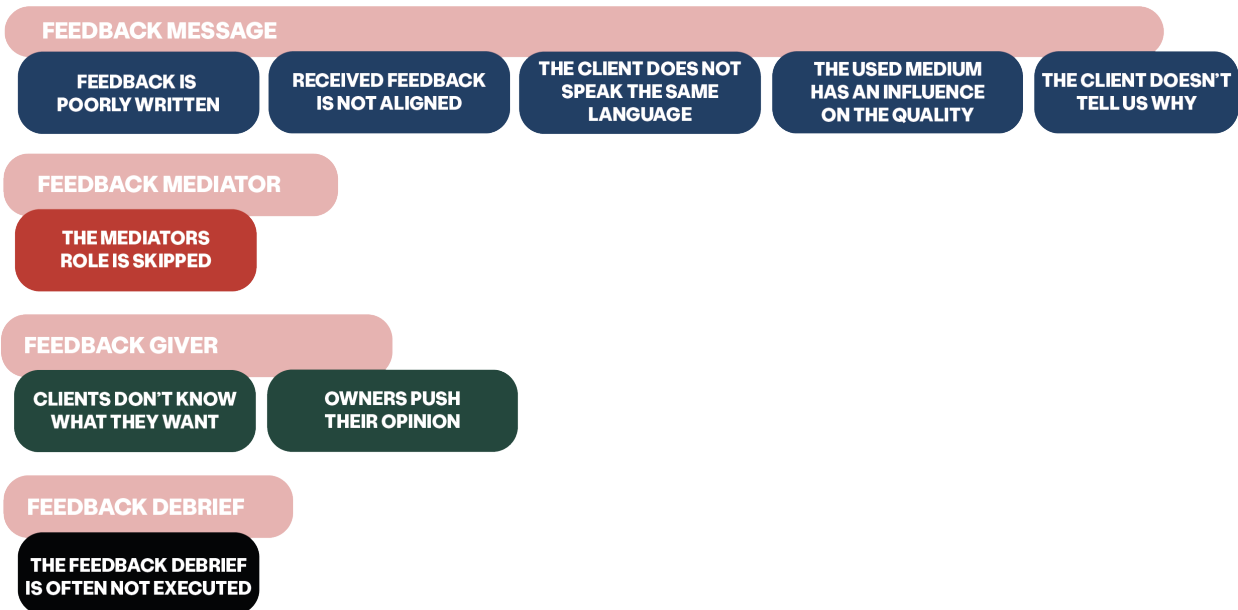 FEEDBACK MESSAGE
FEEDBACK IS
POORLY WRITTEN
RECEIVED FEEDBACK
IS NOT ALIGNED
THE CLIENT DOES NOT
SPEAK THE SAME
LANGUAGE
THE USED MEDIUM
HAS AN INFLUENCE
ON THE QUALITY
THE CLIENT DOESN'T
TELL US WHY
FEEDBACK MEDIATOR
THE MEDIATORS
ROLE IS SKIPPED
FEEDBACK GIVER
CLIENTS DON'T KNOW
WHAT THEY WANT
OWNERS PUSH
THEIR OPINION
FEEDBACK DEBRIEF
THE FEEDBACK DEBRIEF
IS OFTEN NOT EXECUTED